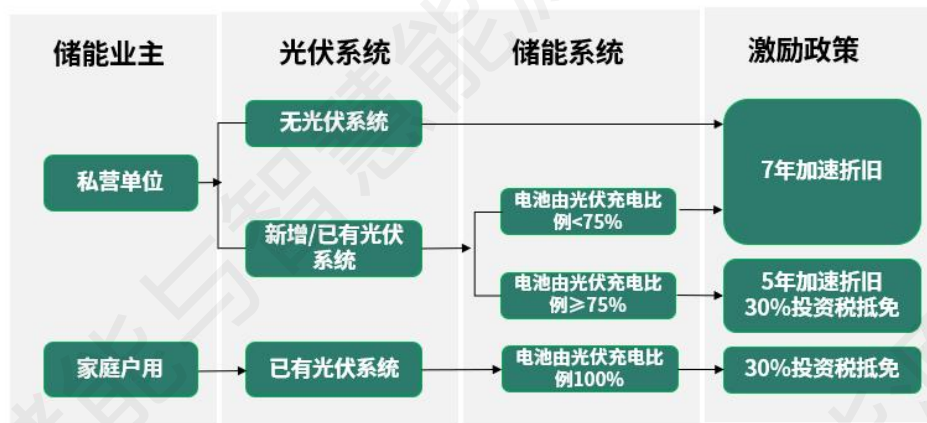 储能业主
光伏系统
储能系统
激励政策
无光伏系统
私营单位
7年加速折旧
电池由光伏充电比
例<75%
新增/已有光伏
系统
电池由光伏充电比
例≥75%
5年加速折旧
30%投资税抵免
家庭户用
已有光伏系统
电池由光伏充电比
例100%
30%投资税抵免